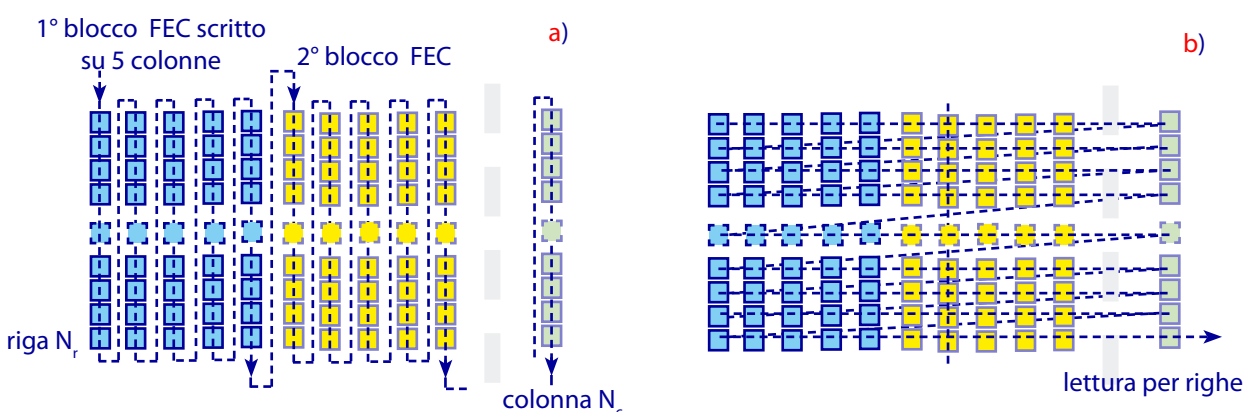 1° blocco FEC scritto
su 5 colonne
2° blocco FEC
a)
riga Nr
colonna Nc
b)
lettura per righe